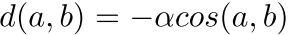 d(a, b) = −αcos(a, b)